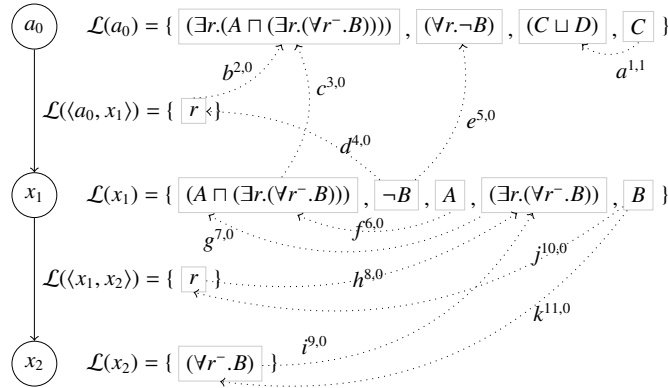 a₀ ℒ(a₀) = { (∃r.(A ⊓ (∃r.(∀r⁻.B)))) , (∀r.¬B) , (C ⊔ D) , C }
b²,⁰ c³,⁰ a¹,¹
ℒ(⟨a₀, x₁⟩) = { r } e⁵,⁰
d⁴,⁰
x₁ ℒ(x₁) = { (A ⊓ (∃r.(∀r⁻.B))) , ¬B , A , (∃r.(∀r⁻.B)) , B }
g⁷,⁰ f⁶,⁰ j¹⁰,⁰
ℒ(⟨x₁, x₂⟩) = { r } h⁸,⁰
k¹¹,⁰
i⁹,⁰
x₂ ℒ(x₂) = { (∀r⁻.B) }